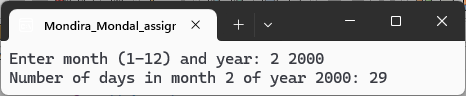 Mondira_Mondal_assigr
Enter month (1-12) and year: 2 2000
Number of days in month 2 of year 2000: 29